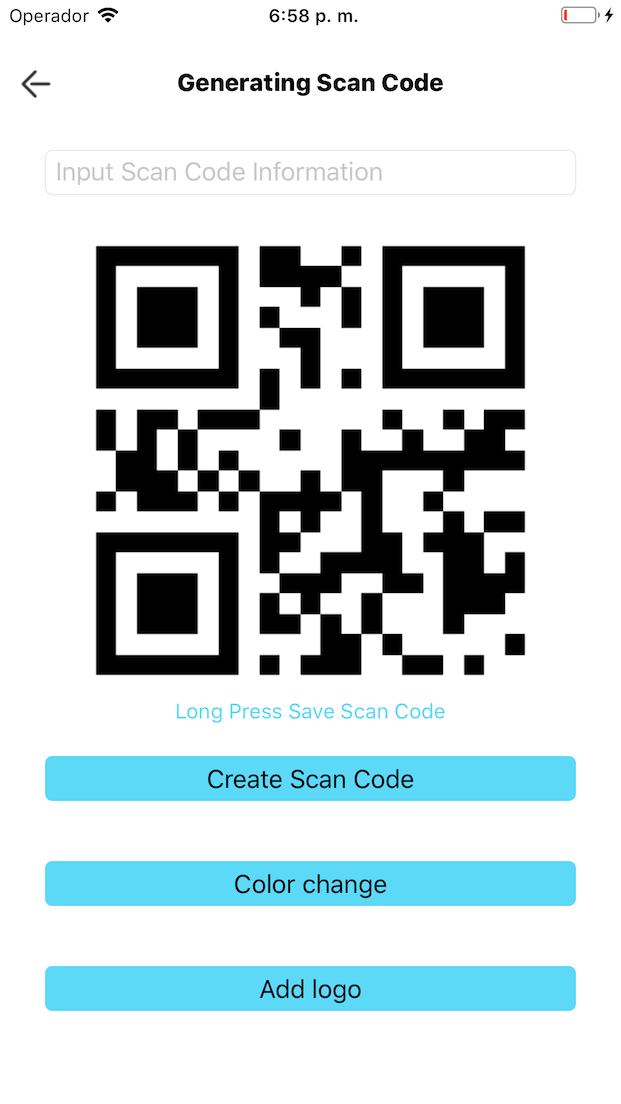 Operador 6:58 p. m.
Generating Scan Code
Input Scan Code Information
Long Press Save Scan Code
Create Scan Code
Color change
Add logo